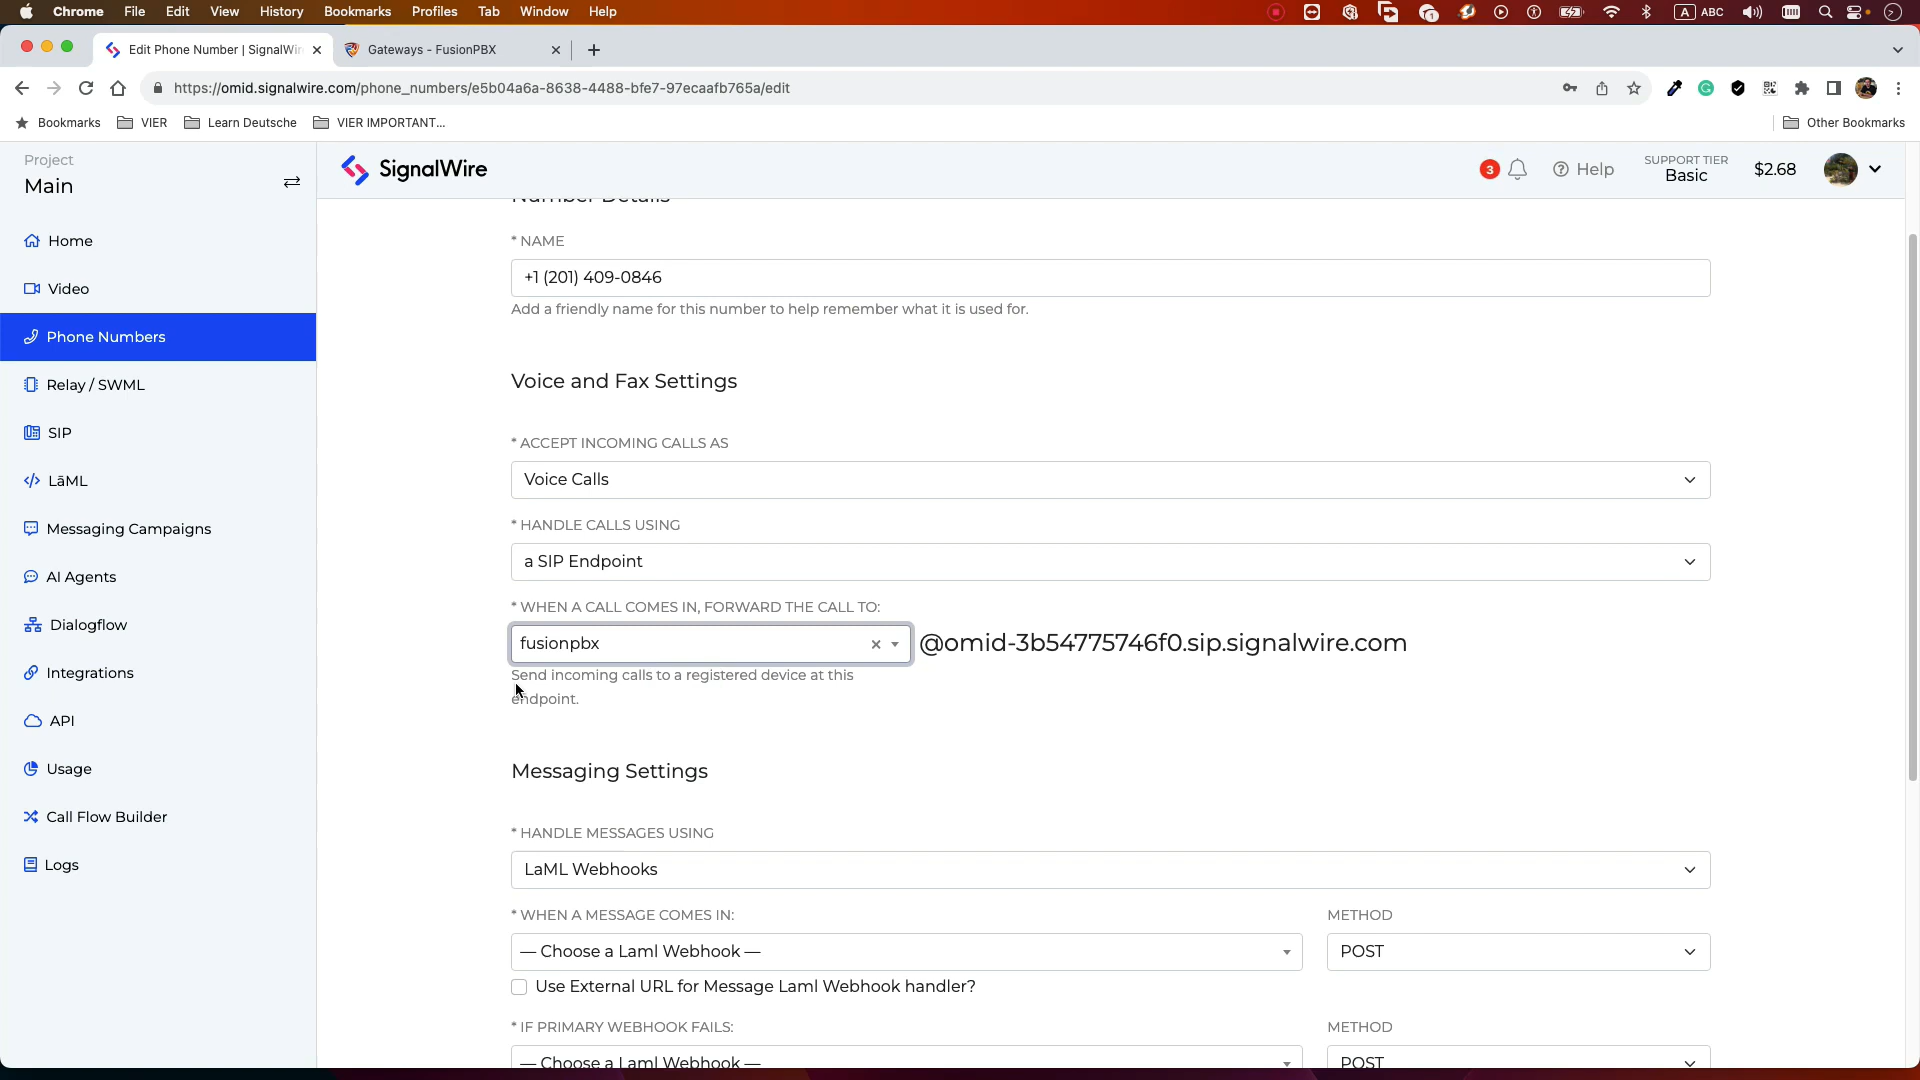 Chrome File Edit View History Bookmarks Profiles Tab Window Help
A ABC
Edit Phone Number | SignalWire
Gateways - FusionPBX
https://omid.signalwire.com/phone_numbers/e5b04a6a-8638-4488-bfe7-97ecaafb765a/edit
Bookmarks VIER Learn Deutsche VIER IMPORTANT... Other Bookmarks
Project
Main
Home
Video
Phone Numbers
Relay / SWML
SIP
LāML
Messaging Campaigns
AI Agents
Dialogflow
Integrations
API
Usage
Call Flow Builder
Logs
SignalWire
3
Help
SUPPORT TIER
Basic
$2.68
Number Details
* NAME
+1 (201) 409-0846
Add a friendly name for this number to help remember what it is used for.
Voice and Fax Settings
* ACCEPT INCOMING CALLS AS
Voice Calls
* HANDLE CALLS USING
a SIP Endpoint
* WHEN A CALL COMES IN, FORWARD THE CALL TO:
fusionpbx @omid-3b54775746f0.sip.signalwire.com
Send incoming calls to a registered device at this
endpoint.
Messaging Settings
* HANDLE MESSAGES USING
LaML Webhooks
* WHEN A MESSAGE COMES IN: METHOD
— Choose a Laml Webhook — POST
Use External URL for Message Laml Webhook handler?
* IF PRIMARY WEBHOOK FAILS: METHOD
— Choose a Laml Webhook — POST